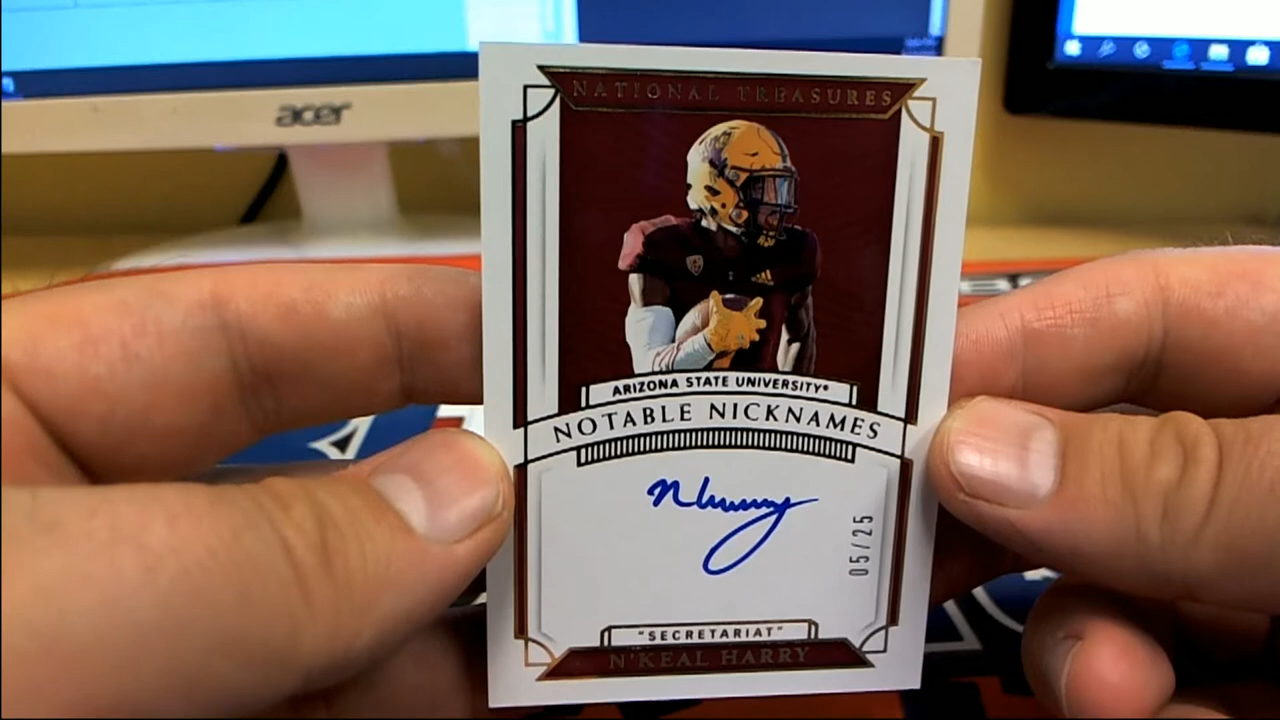 acer
NATIONAL TREASURES
ARIZONA STATE UNIVERSITY®
NOTABLE NICKNAMES
05/25
"SECRETARIAT"
N'KEAL HARRY